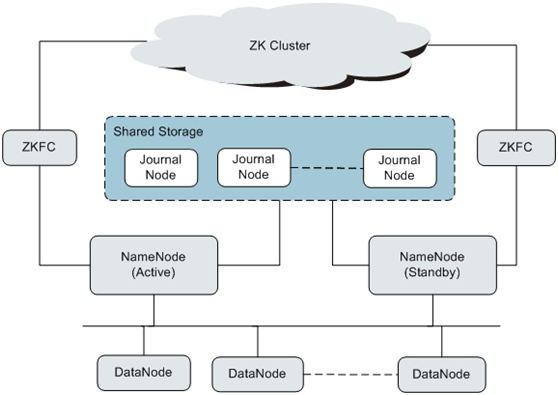 ZK Cluster
ZKFC
ZKFC
Shared Storage
Journal
Node
Journal
Node
Journal
Node
NameNode
(Active)
NameNode
(Standby)
DataNode
DataNode
DataNode